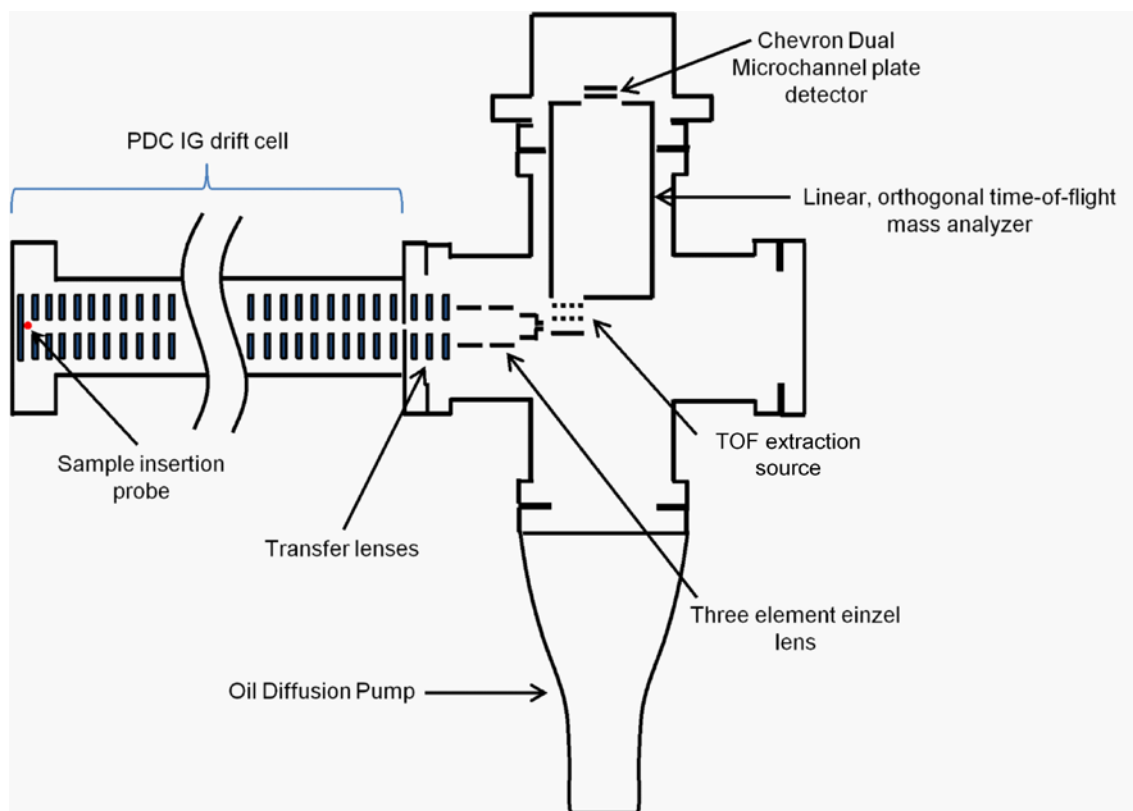 Chevron Dual
Microchannel plate
detector
PDC IG drift cell
Linear, orthogonal time-of-flight
mass analyzer
Sample insertion
probe
TOF extraction
source
Transfer lenses
Three element einzel
lens
Oil Diffusion Pump